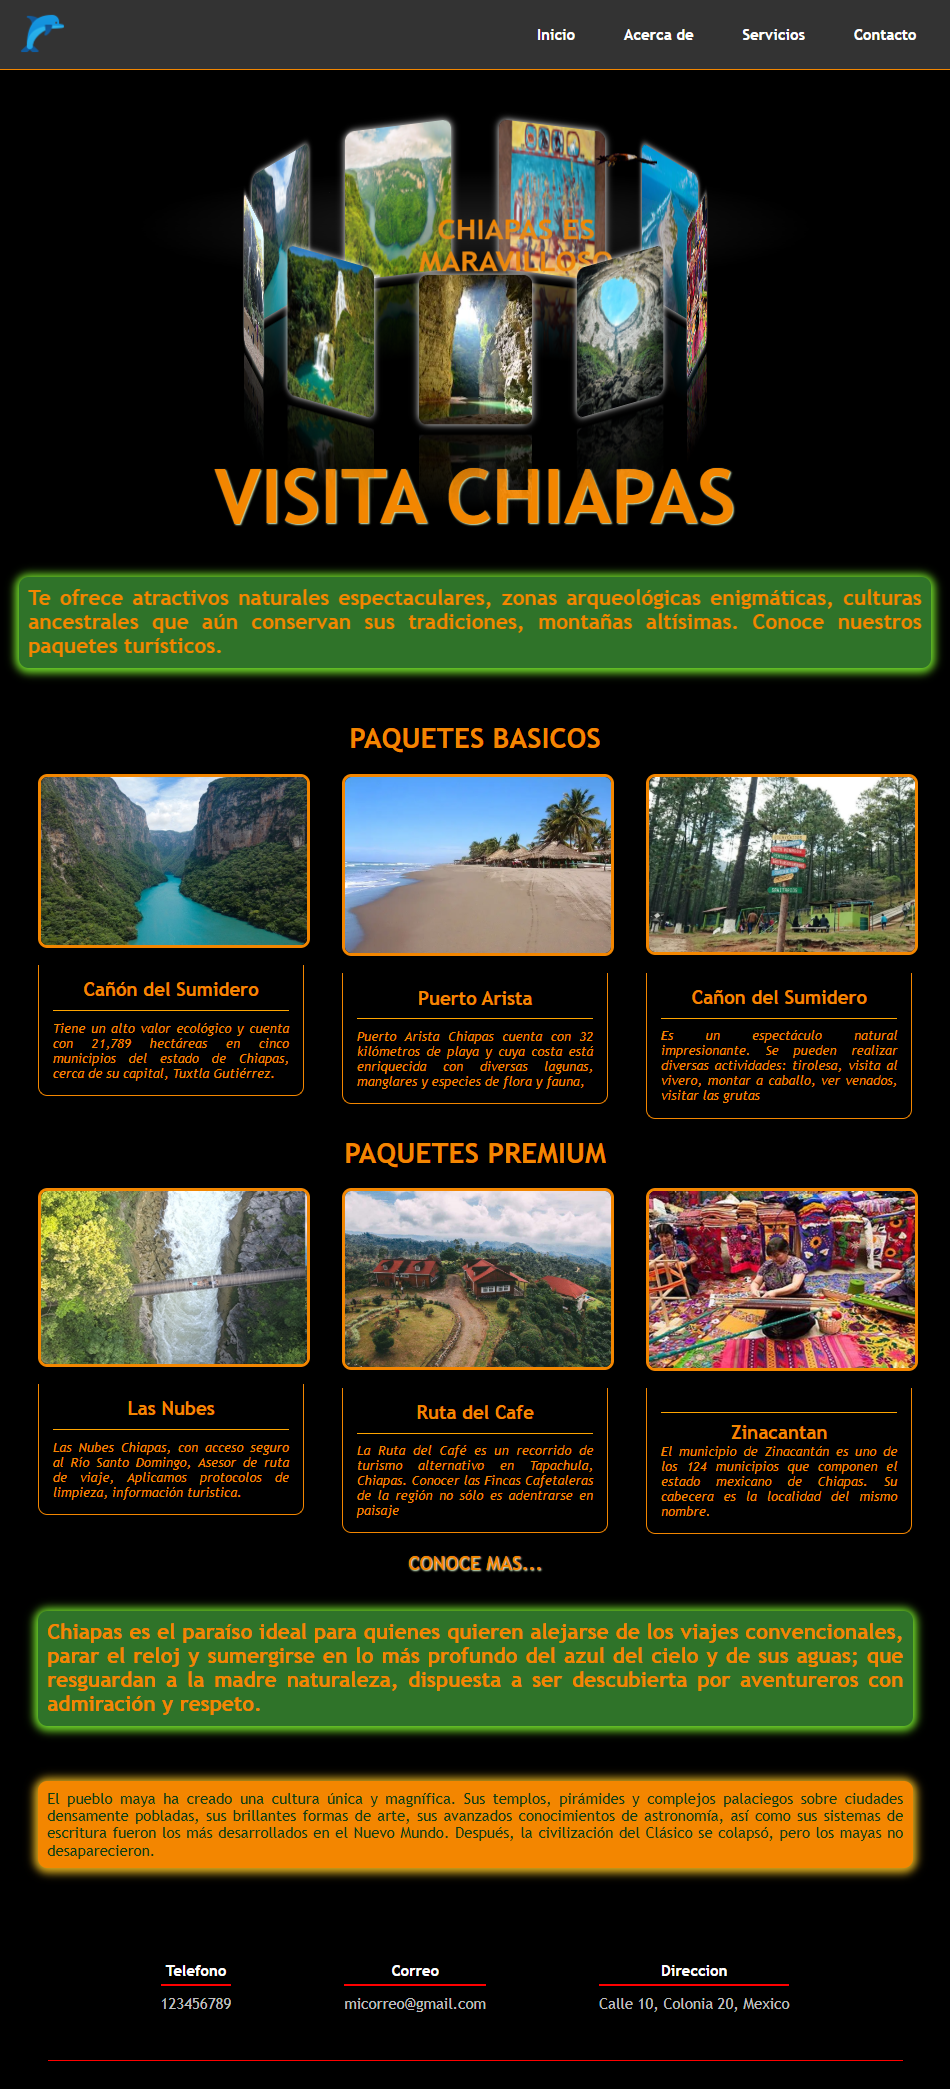 Inicio
Acerca de
Servicios
Contacto
CHIAPAS ES
MARAVILLOSO
VISITA CHIAPAS
Te ofrece atractivos naturales espectaculares, zonas arqueológicas enigmáticas, culturas
ancestrales que aún conservan sus tradiciones, montañas altísimas. Conoce nuestros
paquetes turísticos.
PAQUETES BASICOS
Cañón del Sumidero
Tiene un alto valor ecológico y cuenta
con 21,789 hectáreas en cinco
municipios del estado de Chiapas,
cerca de su capital, Tuxtla Gutiérrez.
Puerto Arista
Puerto Arista Chiapas cuenta con 32
kilómetros de playa y cuya costa está
enriquecida con diversas lagunas,
manglares y especies de flora y fauna,
Cañon del Sumidero
Es un espectáculo natural
impresionante. Se pueden realizar
diversas actividades: tirolesa, visita al
vivero, montar a caballo, ver venados,
visitar las grutas
PAQUETES PREMIUM
Las Nubes
Las Nubes Chiapas, con acceso seguro
al Río Santo Domingo, Asesor de ruta
de viaje, Aplicamos protocolos de
limpieza, información turistica.
Ruta del Cafe
La Ruta del Café es un recorrido de
turismo alternativo en Tapachula,
Chiapas. Conocer las Fincas Cafetaleras
de la región no sólo es adentrarse en
paisaje
Zinacantan
El municipio de Zinacantán es uno de
los 124 municipios que componen el
estado mexicano de Chiapas. Su
cabecera es la localidad del mismo
nombre.
CONOCE MAS...
Chiapas es el paraíso ideal para quienes quieren alejarse de los viajes convencionales,
parar el reloj y sumergirse en lo más profundo del azul del cielo y de sus aguas; que
resguardan a la madre naturaleza, dispuesta a ser descubierta por aventureros con
admiración y respeto.
El pueblo maya ha creado una cultura única y magnífica. Sus templos, pirámides y complejos palaciegos sobre ciudades
densamente pobladas, sus brillantes formas de arte, sus avanzados conocimientos de astronomía, así como sus sistemas de
escritura fueron los más desarrollados en el Nuevo Mundo. Después, la civilización del Clásico se colapsó, pero los mayas no
desaparecieron.
Telefono
123456789
Correo
micorreo@gmail.com
Direccion
Calle 10, Colonia 20, Mexico